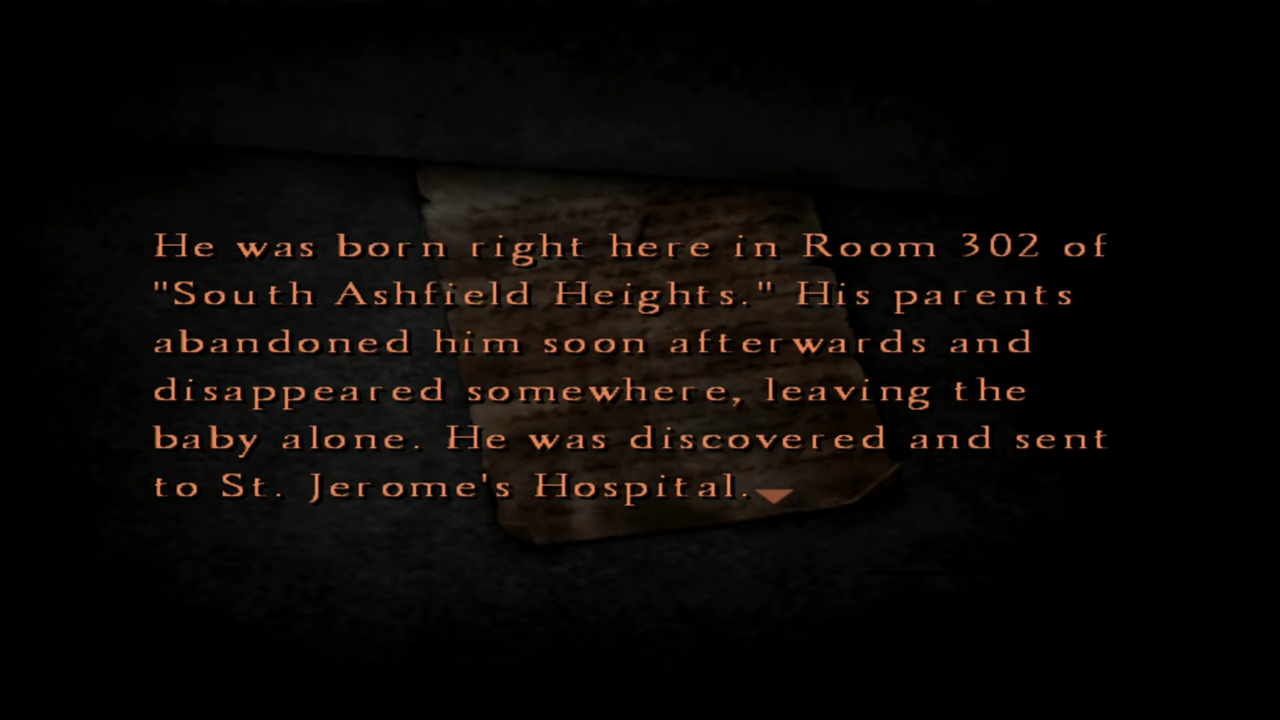 He was born right here in Room 302 of
"South Ashfield Heights." His parents
abandoned him soon afterwards and
disappeared somewhere, leaving the
baby alone. He was discovered and sent
to St. Jerome's Hospital.